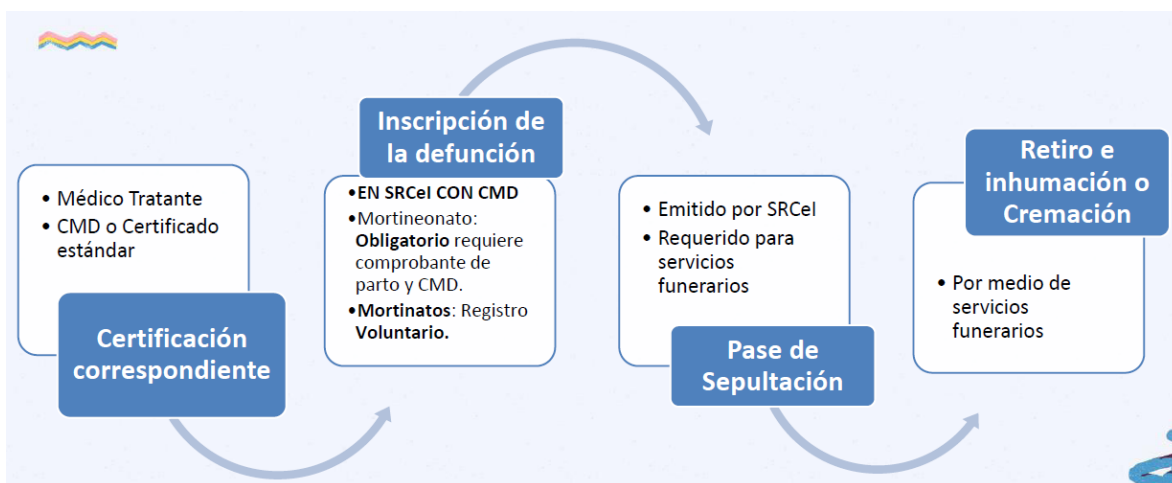 • Médico Tratante
• CMD o Certificado
estándar
Certificación
correspondiente
Inscripción de
la defunción
•EN SRCeI CON CMD
•Mortineonato:
Obligatorio requiere
comprobante de
parto y CMD.
•Mortinatos: Registro
Voluntario.
• Emitido por SRCeI
• Requerido para
servicios
funerarios
Pase de
Sepultación
Retiro e
inhumación o
Cremación
• Por medio de
servicios
funerarios